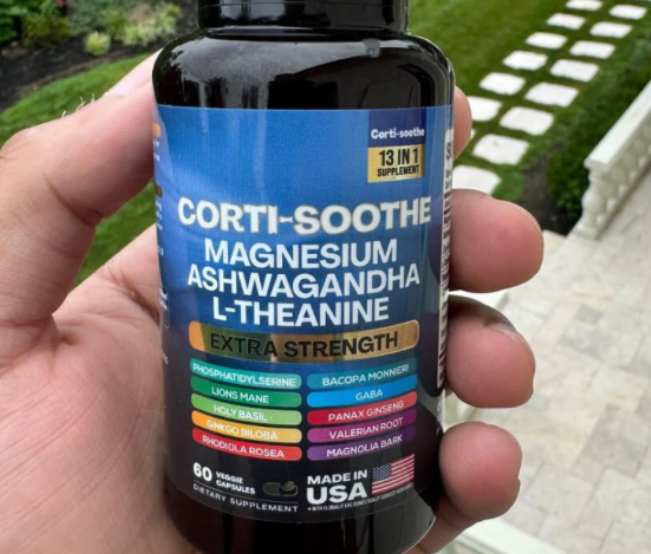 Corti-soothe
13 IN 1
SUPPLEMENT
CORTI-SOOTHE
MAGNESIUM
ASHWAGANDHA
L-THEANINE
EXTRA STRENGTH
PHOSPHATIDYLSERINE
BACOPA MONNIERI
LIONS MANE
GABA
HOLY BASIL
PANAX GINSENG
GINKGO BILOBA
VALERIAN ROOT
RHODIOLA ROSEA
MAGNOLIA BARK
60 VEGGIE
CAPSULES
DIETARY SUPPLEMENT
MADE IN
USA